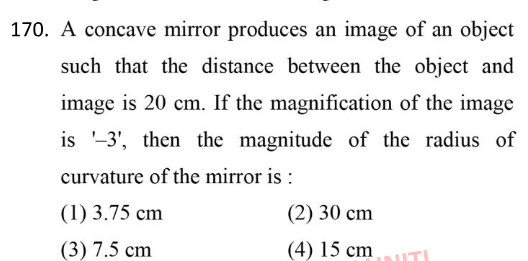 170. A concave mirror produces an image of an object
such that the distance between the object and
image is 20 cm. If the magnification of the image
is '–3', then the magnitude of the radius of
curvature of the mirror is :
(1) 3.75 cm (2) 30 cm
(3) 7.5 cm (4) 15 cm